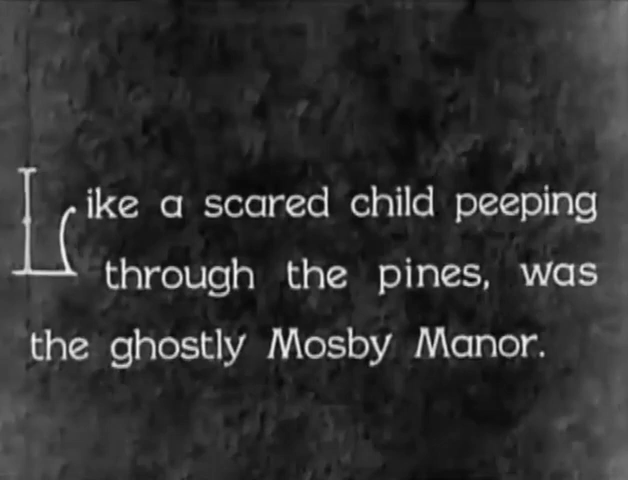 Like a scared child peeping
through the pines, was
the ghostly Mosby Manor.